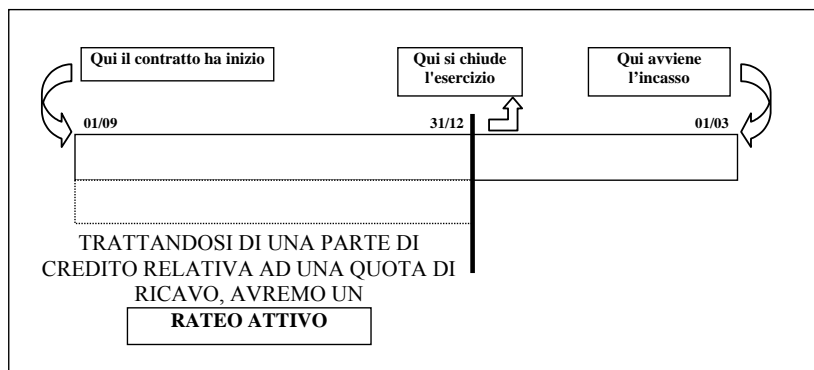 Qui il contratto ha inizio
Qui si chiude
l'esercizio
Qui avviene
l’incasso
01/09
31/12
01/03
TRATTANDOSI DI UNA PARTE DI
CREDITO RELATIVA AD UNA QUOTA DI
RICAVO, AVREMO UN
RATEO ATTIVO